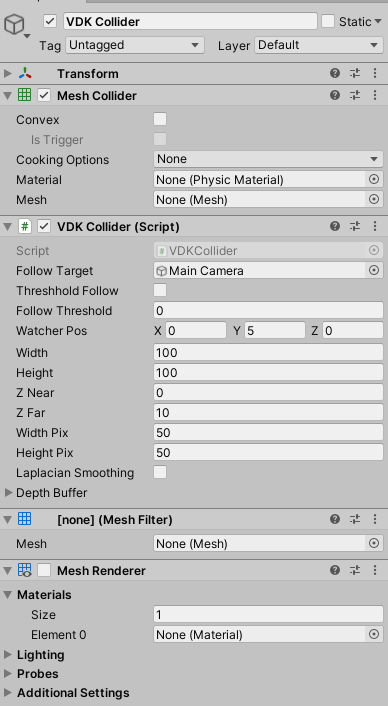 VDK Collider Static
Tag Untagged Layer Default
Transform
Mesh Collider
Convex
Is Trigger
Cooking Options None
Material None (Physic Material)
Mesh None (Mesh)
# VDK Collider (Script)
Script # VDKCollider
Follow Target Main Camera
Threshhold Follow
Follow Threshold 0
Watcher Pos X 0 Y 5 Z 0
Width 100
Height 100
Z Near 0
Z Far 10
Width Pix 50
Height Pix 50
Laplacian Smoothing
Depth Buffer
[none] (Mesh Filter)
Mesh None (Mesh)
Mesh Renderer
Materials
Size 1
Element 0 None (Material)
Lighting
Probes
Additional Settings